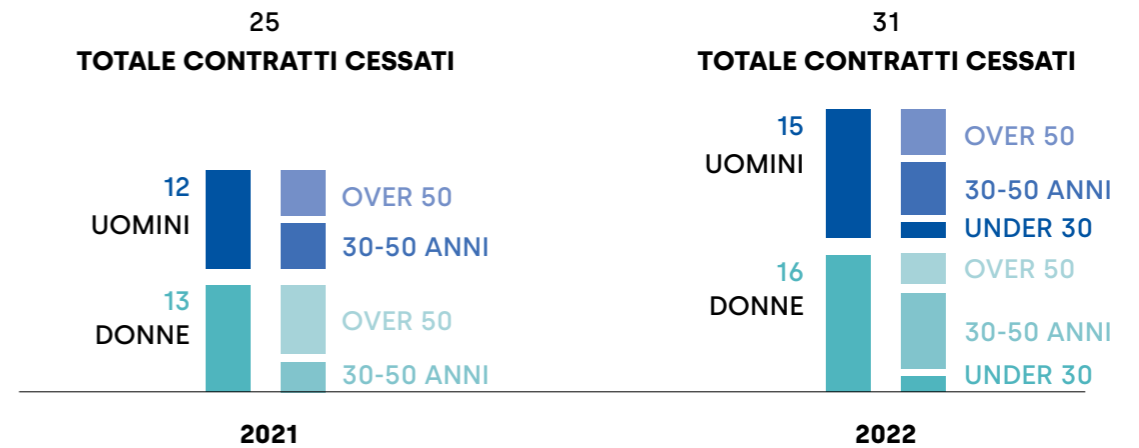 25
TOTALE CONTRATTI CESSATI
12
UOMINI
OVER 50
30-50 ANNI
13
DONNE
OVER 50
30-50 ANNI
2021
31
TOTALE CONTRATTI CESSATI
15
UOMINI
OVER 50
30-50 ANNI
UNDER 30
16
DONNE
OVER 50
30-50 ANNI
UNDER 30
2022